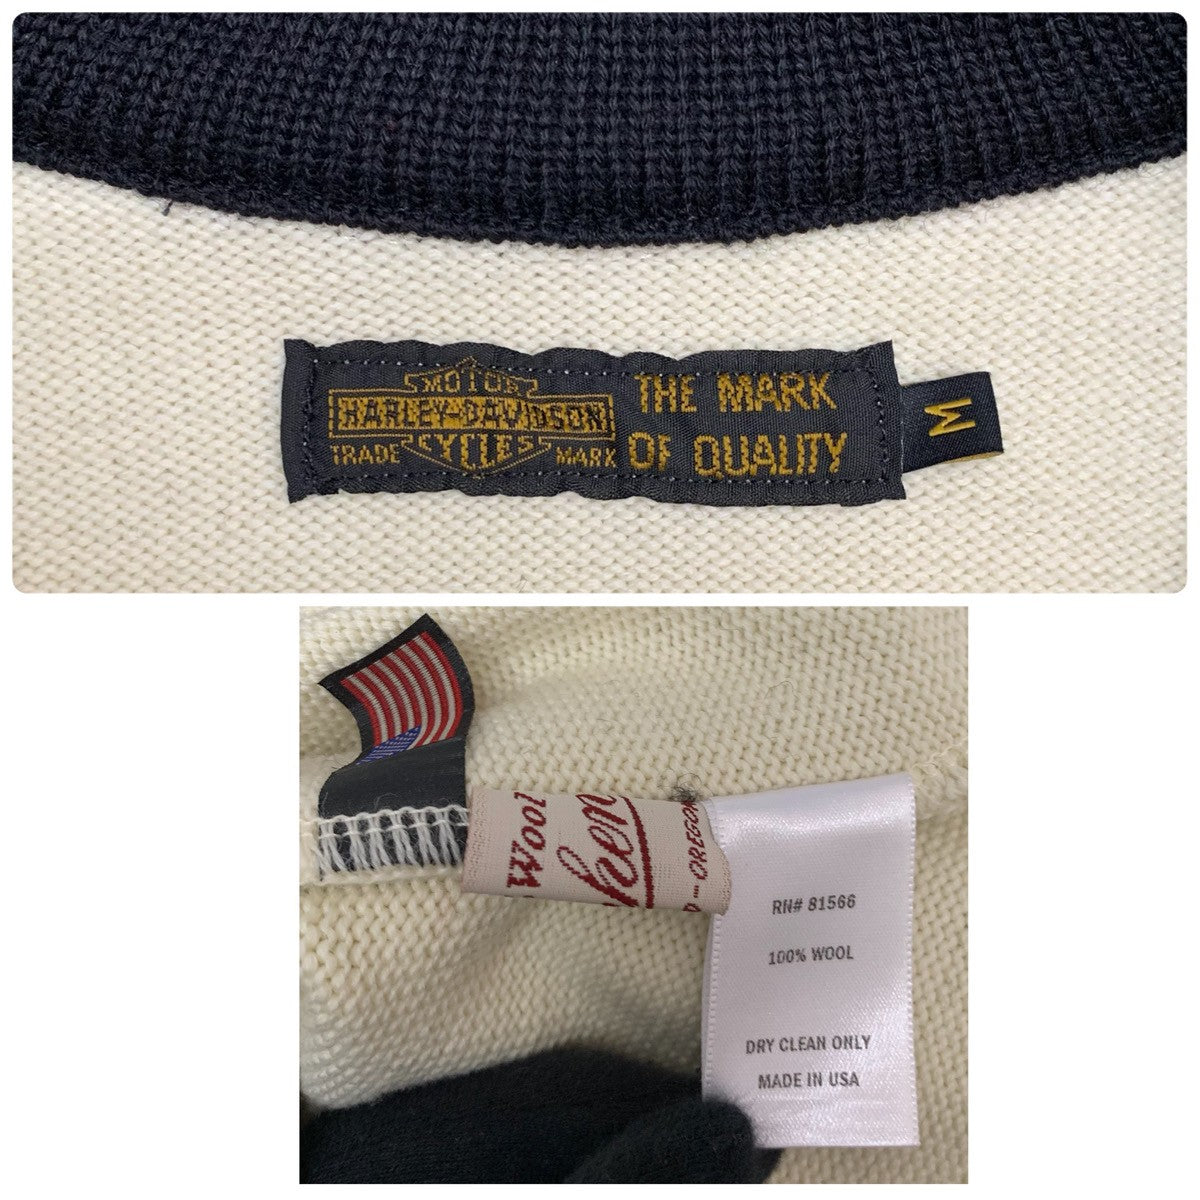 MOTOR
HARLEY-DAVIDSON
CYCLES
TRADE MARK
THE MARK
OF QUALITY
M
Wool
OREGON
RN# 81566
100% WOOL
DRY CLEAN ONLY
MADE IN USA